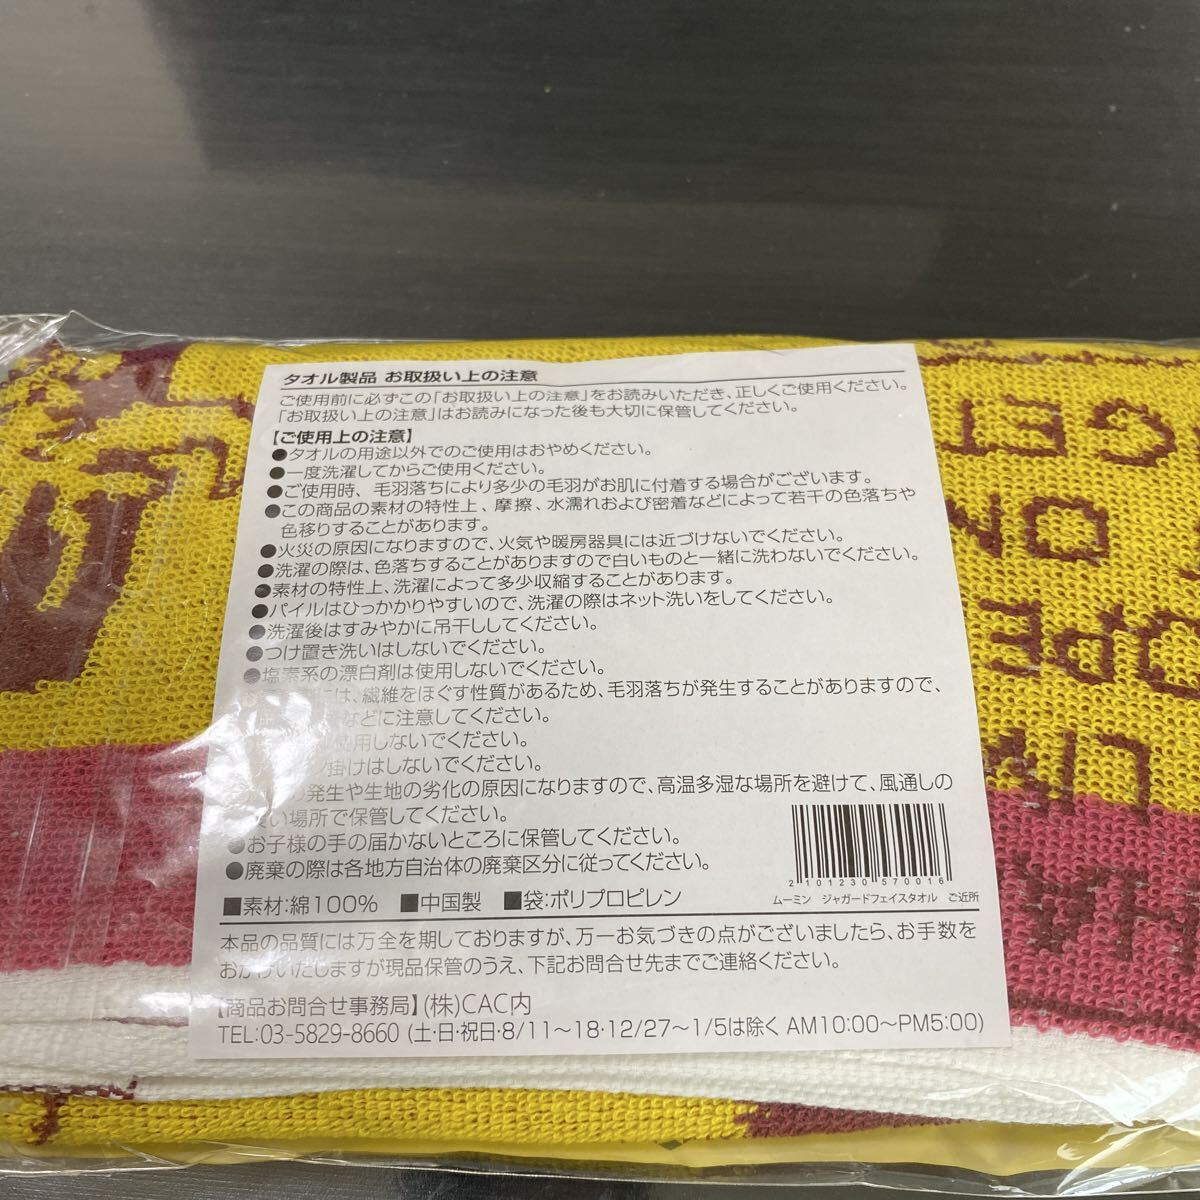 タオル製品 お取扱い上の注意
ご使用前に必ずこの「お取扱い上の注意」をお読みいただき、正しくご使用ください。
「お取扱い上の注意」はお読みになった後も大切に保管してください。
【ご使用上の注意】
●タオルの用途以外でのご使用はおやめください。
●一度洗濯してからご使用ください。
●ご使用時、毛羽落ちにより多少の毛羽がお肌に付着する場合がございます。
●この商品の素材の特性上、摩擦、水濡れおよび密着などによって若干の色落ちや
色移りすることがあります。
●火災の原因になりますので、火気や暖房器具には近づけないでください。
●洗濯の際は、色落ちすることがありますので白いものと一緒に洗わないでください。
●素材の特性上、洗濯によって多少収縮することがあります。
●パイルはひっかかりやすいので、洗濯の際はネット洗いをしてください。
●洗濯後はすみやかに吊干ししてください。
●つけ置き洗いはしないでください。
●塩素系の漂白剤は使用しないでください。
には、繊維をほぐす性質があるため、毛羽落ちが発生することがありますので、
などに注意してください。
使用しないでください。
掛けはしないでください。
発生や生地の劣化の原因になりますので、高温多湿な場所を避けて、風通しの
い場所で保管してください。
●お子様の手の届かないところに保管してください。
●廃棄の際は各地方自治体の廃棄区分に従ってください。
■素材:綿100% ■中国製 ■袋:ポリプロピレン
2101230570016
ムーミン ジャガードフェイスタオル ご近所
本品の品質には万全を期しておりますが、万一お気づきの点がございましたら、お手数を
おかけいたしますが現品保管のうえ、下記お問合せ先までご連絡ください。
【商品お問合せ事務局】(株)CAC内
TEL:03-5829-8660 (土・日・祝日・8/11〜18・12/27〜1/5は除く AM10:00〜PM5:00)